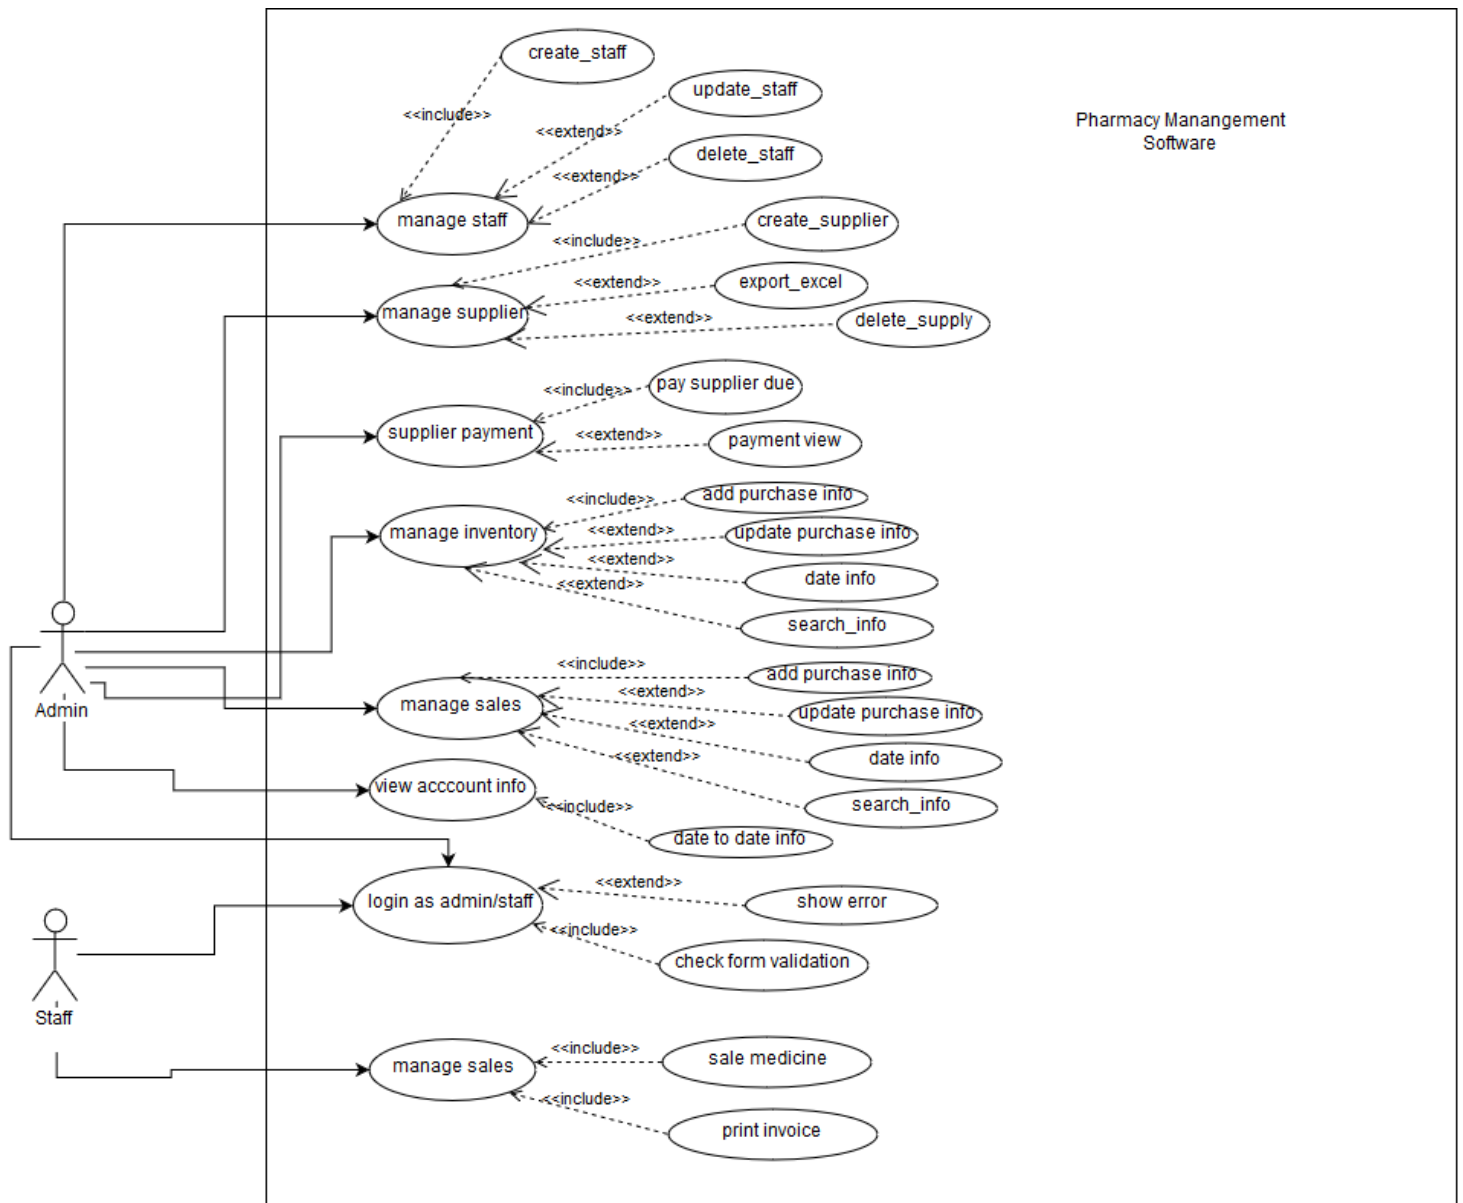 create_staff
<<include>>
update_staff
<<extend>>
Pharmacy Manangement
Software
delete_staff
<<extend>>
manage staff
create_supplier
<<include>>
export_excel
<<extend>>
manage supplier
delete_supply
<<extend>>
pay supplier due
<<include>>
supplier payment
payment view
<<extend>>
add purchase info
<<include>>
manage inventory
update purchase info
<<extend>>
date info
<<extend>>
search_info
<<extend>>
add purchase info
<<include>>
manage sales
update purchase info
<<extend>>
date info
<<extend>>
search_info
<<extend>>
Admin
view acccount info
<<include>>
date to date info
login as admin/staff
<<extend>>
show error
<<include>>
check form validation
Staff
manage sales
<<include>>
sale medicine
<<include>>
print invoice